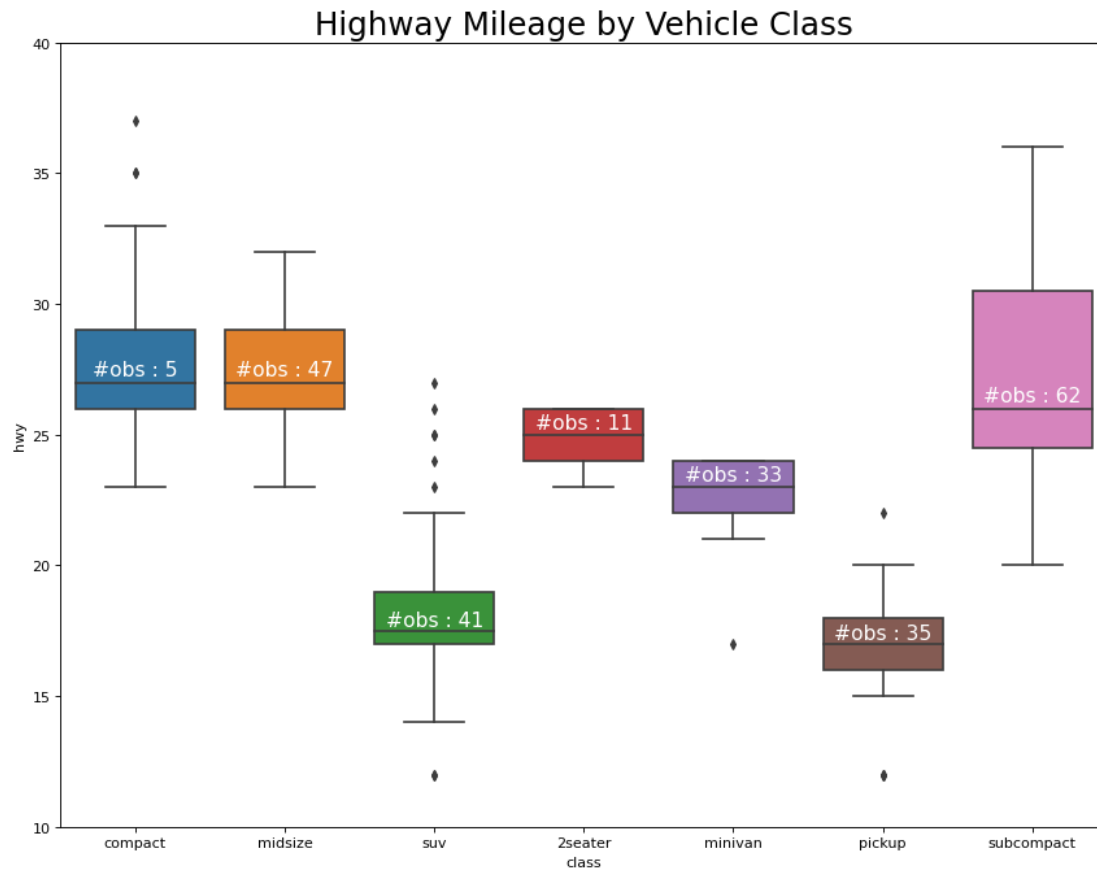 Highway Mileage by Vehicle Class
40
35
30
25
20
15
10
hwy
#obs : 5
#obs : 47
#obs : 41
#obs : 11
#obs : 33
#obs : 35
#obs : 62
compact midsize suv 2seater minivan pickup subcompact
class